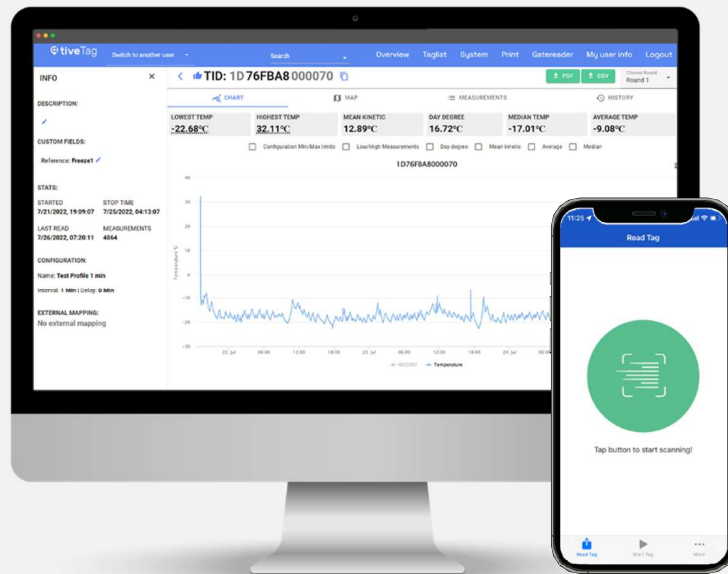 tiveTag
Switch to another user
Search
Overview Taglist System Print Gatereader My user info Logout
INFO ×
DESCRIPTION:
CUSTOM FIELDS:
Reference: Freeze1
STATS:
STARTED STOP TIME
7/21/2022, 19:09:07 7/25/2022, 04:13:07
LAST READ MEASUREMENTS
7/26/2022, 07:20:11 4864
CONFIGURATION:
Name: Test Profile 1 min
Interval: 1 Min | Delay: 0 Min
EXTERNAL MAPPING:
No external mapping
TID: 1D76FBA8000070
PDF CSV
Choose Round
Round 1
CHART MAP MEASUREMENTS HISTORY
LOWEST TEMP HIGHEST TEMP MEAN KINETIC DAY DEGREE MEDIAN TEMP AVERAGE TEMP
-22.68°C 32.11°C 12.89°C 16.72°C -17.01°C -9.08°C
Configuration Min/Max limits Low/High Measurements Day degree Mean kinetic Average Median
1D76FBA8000070
Temperature °C
40
30
20
10
0
-10
-20
-30
22. Jul 06:00 12:00 18:00 23. Jul 06:00 12:00 18:00 24. Jul
HISTORY Temperature
11:25
Read Tag
Tap button to start scanning!
Read Tag Start Tag More